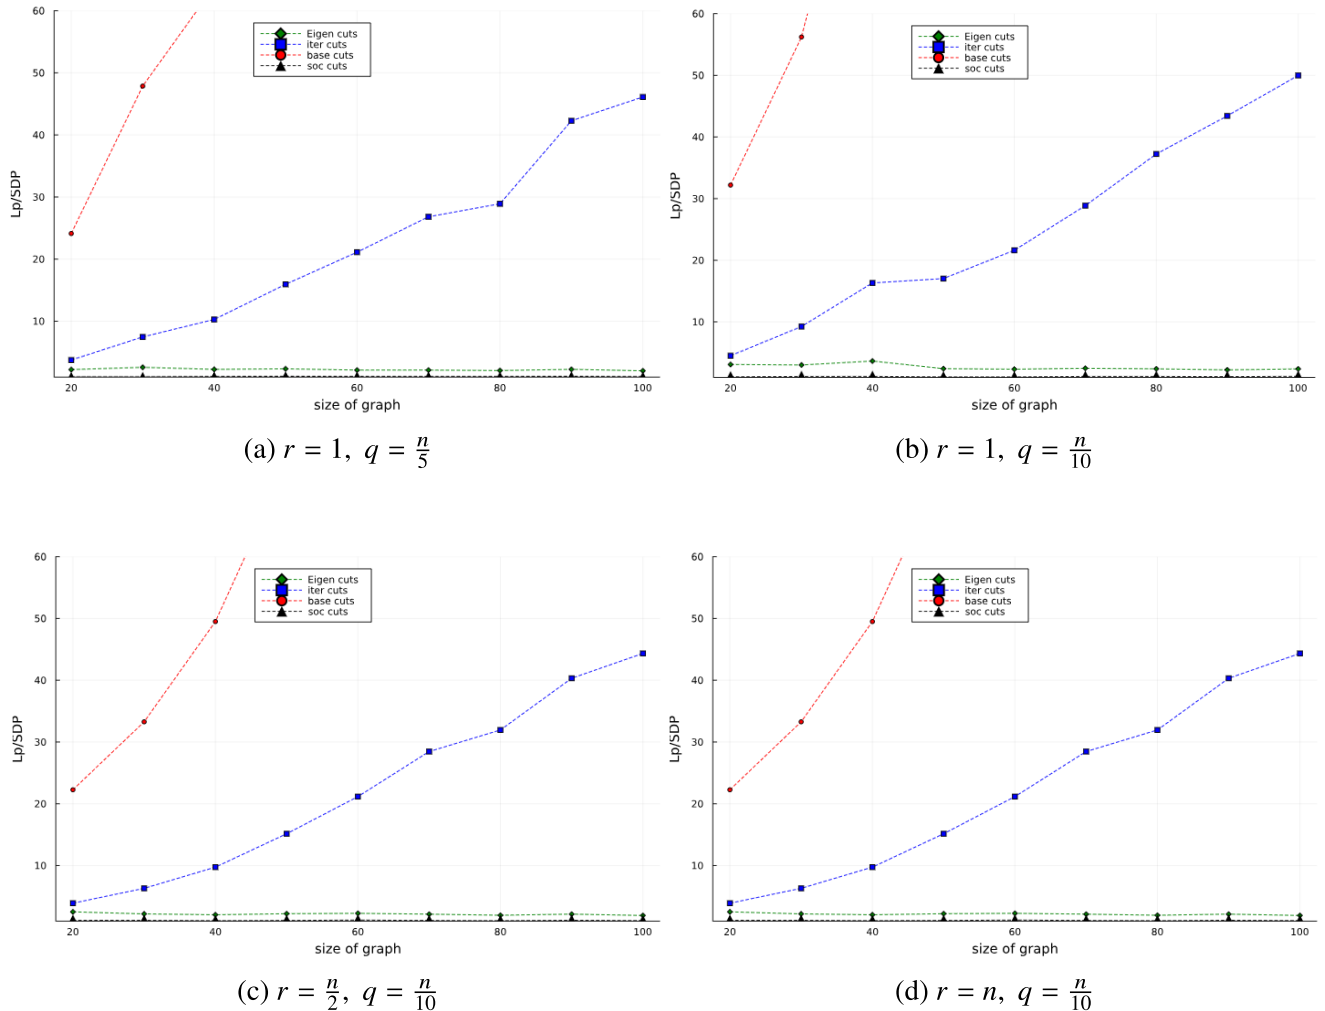 60
50
40
30
20
10
Lp/SDP
Eigen cuts
iter cuts
base cuts
soc cuts
20 40 60 80 100
size of graph
(a) r = 1, q = n/5
60
50
40
30
20
10
Lp/SDP
Eigen cuts
iter cuts
base cuts
soc cuts
20 40 60 80 100
size of graph
(b) r = 1, q = n/10
60
50
40
30
20
10
Lp/SDP
Eigen cuts
iter cuts
base cuts
soc cuts
20 40 60 80 100
size of graph
(c) r = n/2, q = n/10
60
50
40
30
20
10
Lp/SDP
Eigen cuts
iter cuts
base cuts
soc cuts
20 40 60 80 100
size of graph
(d) r = n, q = n/10